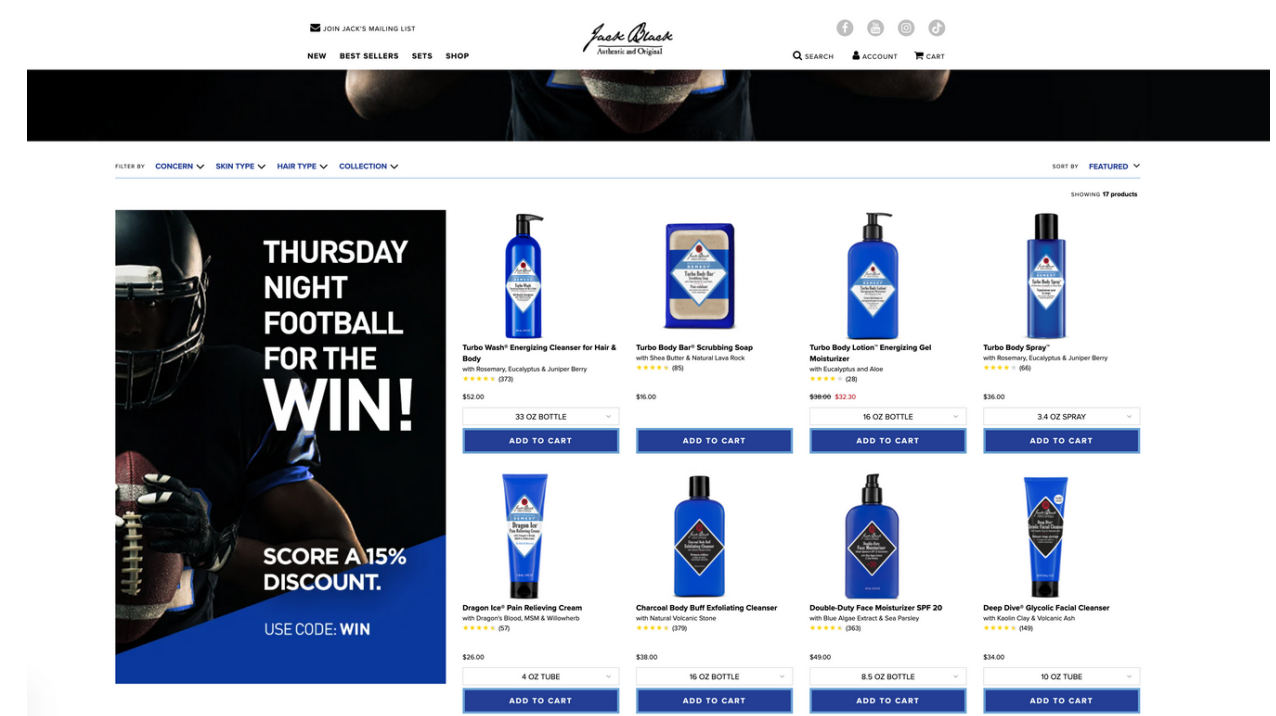 JOIN JACK'S MAILING LIST
Jack Black
Authentic and Original
NEW BEST SELLERS SETS SHOP
SEARCH ACCOUNT CART
FILTER BY CONCERN SKIN TYPE HAIR TYPE COLLECTION
SORT BY FEATURED
SHOWING 17 products
THURSDAY
NIGHT
FOOTBALL
FOR THE
WIN!
SCORE A 15%
DISCOUNT.
USE CODE: WIN
Turbo Wash® Energizing Cleanser for Hair &
Body
with Rosemary, Eucalyptus & Juniper Berry
(373)
$52.00
33 OZ BOTTLE
ADD TO CART
Turbo Body Bar® Scrubbing Soap
with Shea Butter & Natural Lava Rock
(85)
$16.00
ADD TO CART
Turbo Body Lotion™ Energizing Gel
Moisturizer
with Eucalyptus and Aloe
(28)
$38.00 $32.30
16 OZ BOTTLE
ADD TO CART
Turbo Body Spray™
with Rosemary, Eucalyptus & Juniper Berry
(66)
$36.00
3.4 OZ SPRAY
ADD TO CART
Dragon Ice® Pain Relieving Cream
with Dragon's Blood, MSM & Willowherb
(57)
$26.00
4 OZ TUBE
ADD TO CART
Charcoal Body Buff Exfoliating Cleanser
with Natural Volcanic Stone
(379)
$38.00
16 OZ BOTTLE
ADD TO CART
Double-Duty Face Moisturizer SPF 20
with Blue Algae Extract & Sea Parsley
(363)
$49.00
8.5 OZ BOTTLE
ADD TO CART
Deep Dive® Glycolic Facial Cleanser
with Kaolin Clay & Volcanic Ash
(149)
$34.00
10 OZ TUBE
ADD TO CART